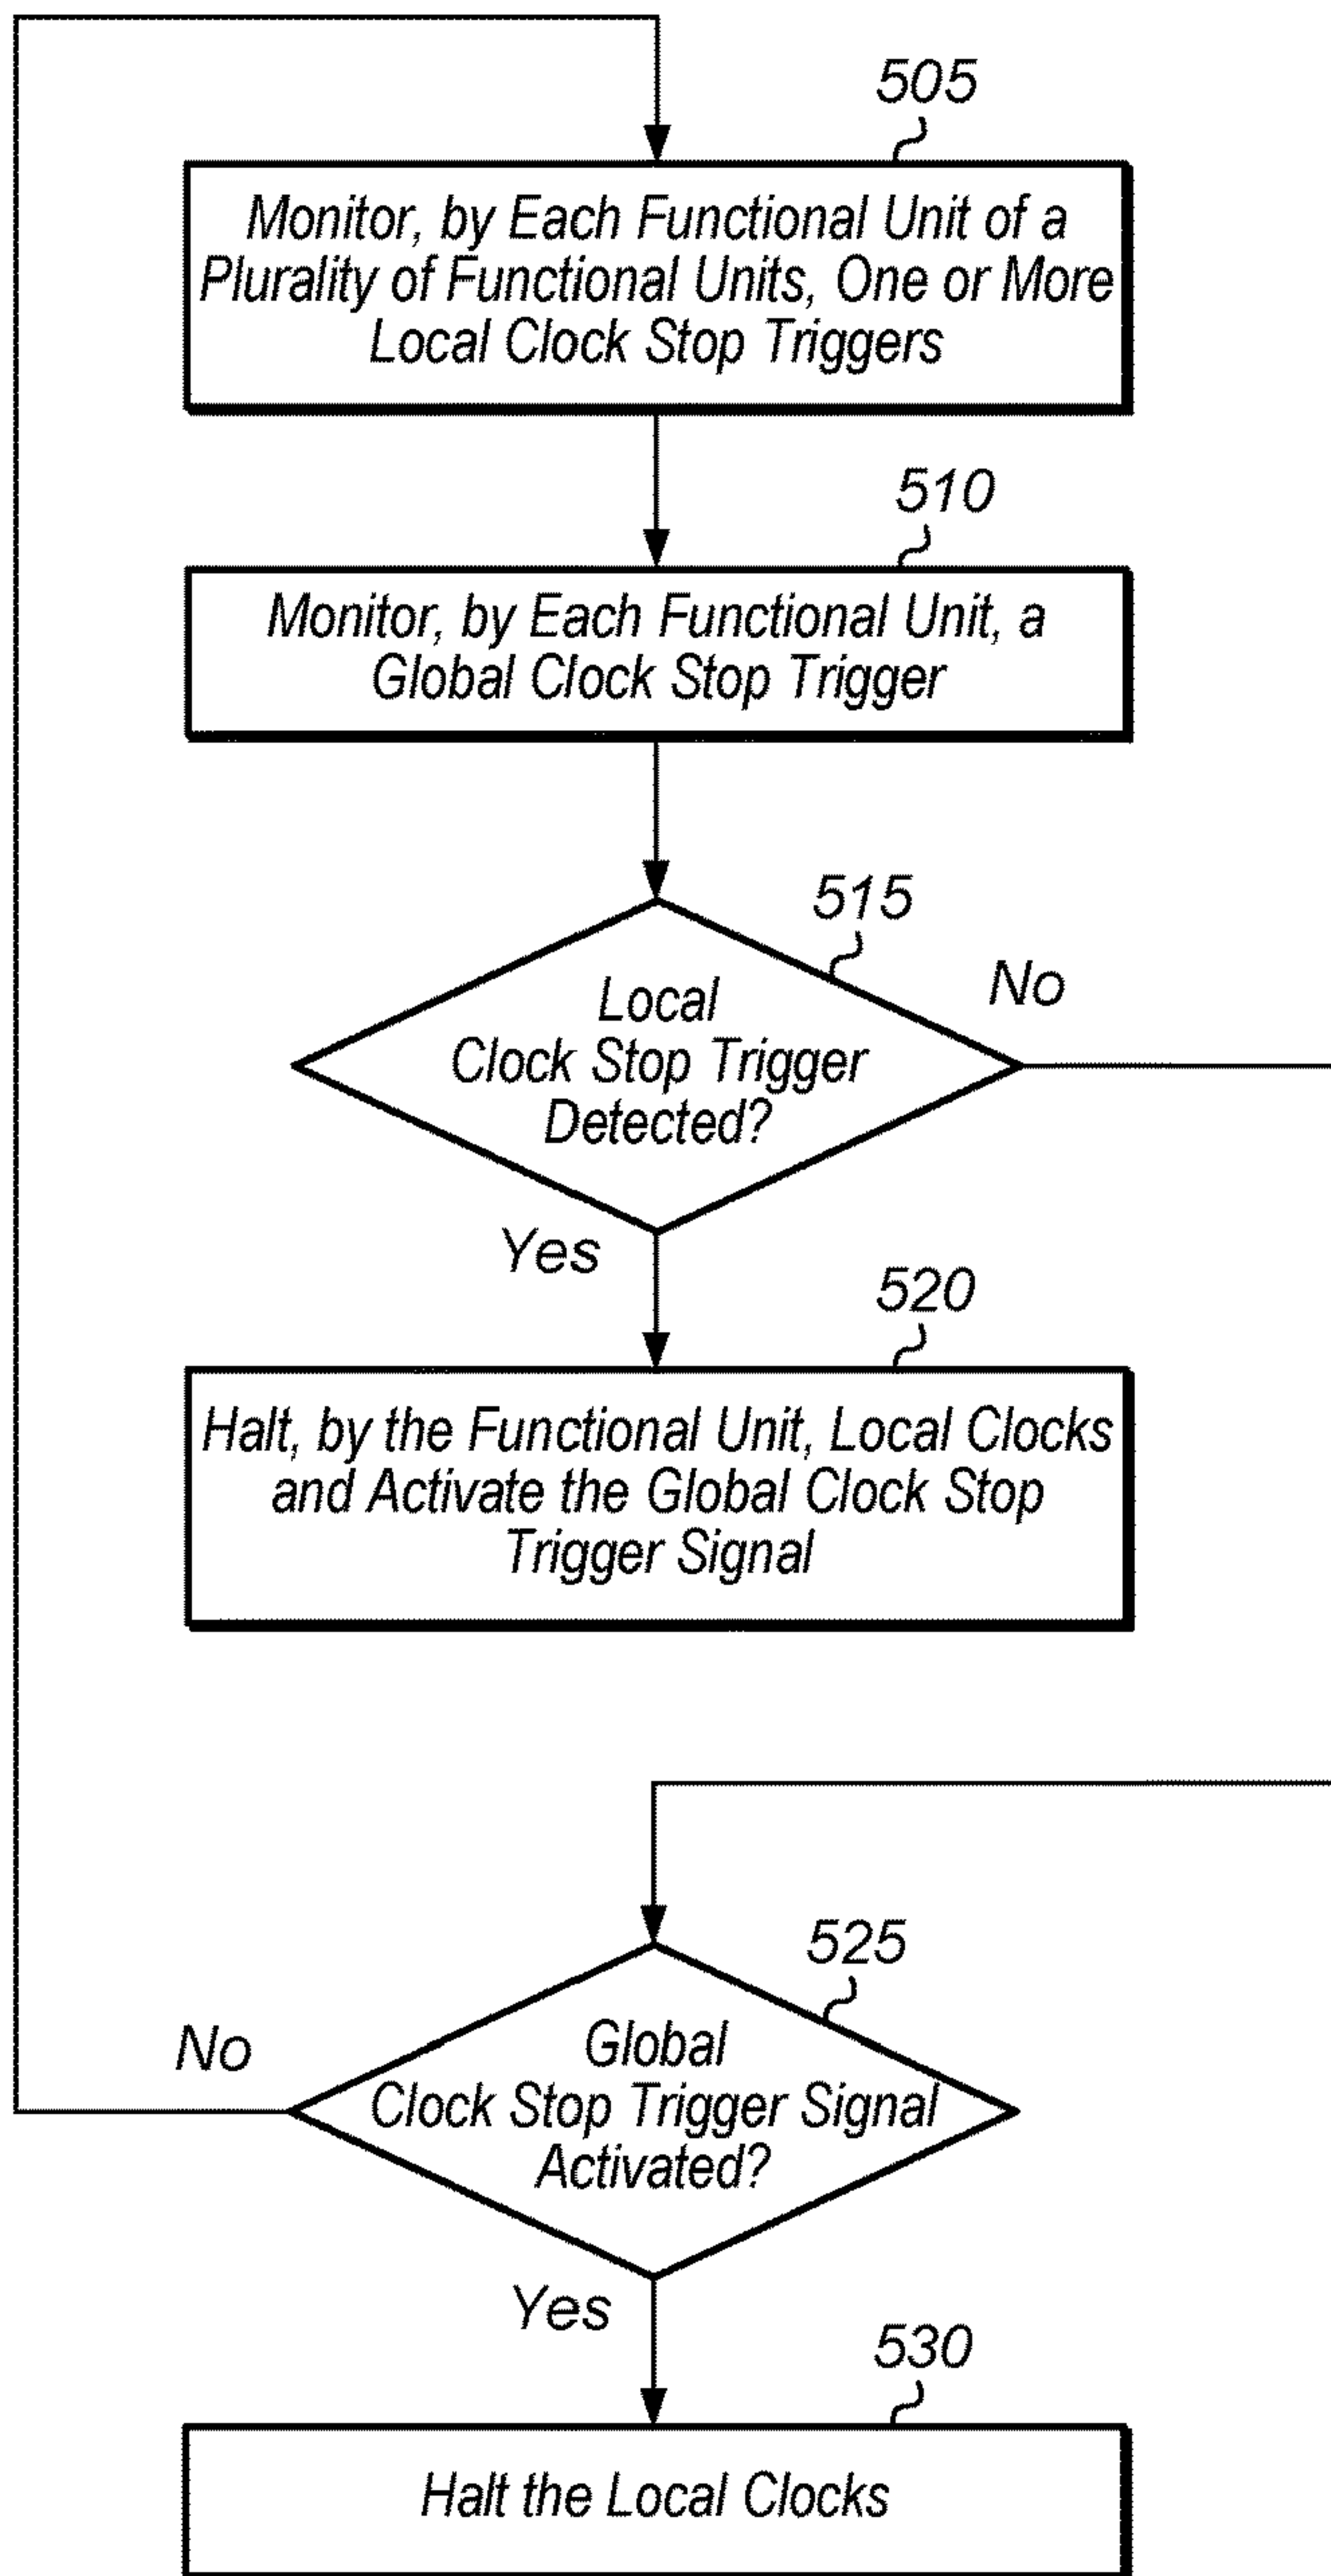 505
Monitor, by Each Functional Unit of a
Plurality of Functional Units, One or More
Local Clock Stop Triggers
510
Monitor, by Each Functional Unit, a
Global Clock Stop Trigger
515
No
Local
Clock Stop Trigger
Detected?
Yes
520
Halt, by the Functional Unit, Local Clocks
and Activate the Global Clock Stop
Trigger Signal
525
No
Global
Clock Stop Trigger Signal
Activated?
Yes
530
Halt the Local Clocks